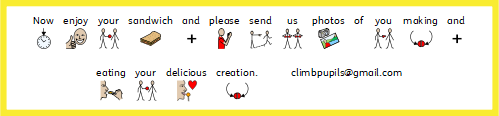 Now enjoy your sandwich and please send us photos of you making and
eating your delicious creation. climbpupils@gmail.com